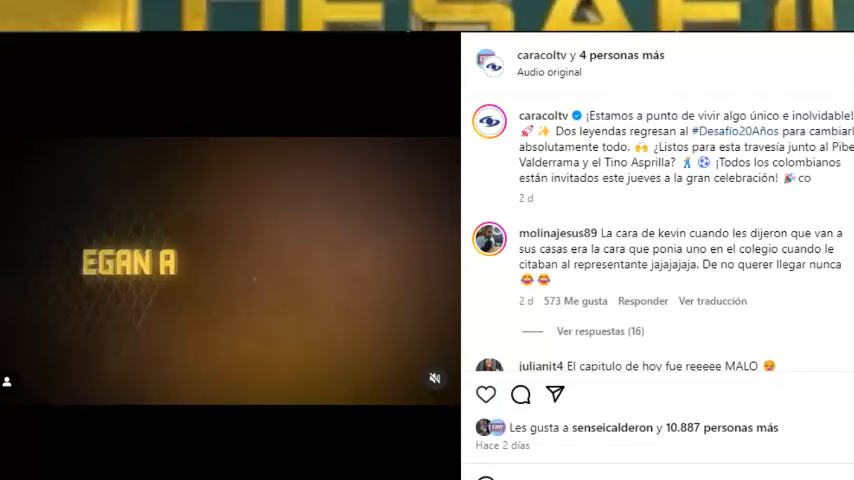 DESAFÍ
EGAN A
caracoltv y 4 personas más
Audio original
caracoltv ¡Estamos a punto de vivir algo único e inolvidable!
🚀 ✨ Dos leyendas regresan al #Desafío20Años para cambiarl
absolutamente todo. 🙌 ¿Listos para esta travesía junto al Pibe
Valderrama y el Tino Asprilla? 🕺 ⚽ ¡Todos los colombianos
están invitados este jueves a la gran celebración! 🎉 co
2 d
molinajesus89 La cara de kevin cuando les dijeron que van a
sus casas era la cara que ponia uno en el colegio cuando le
citaban al representante jajajajaja. De no querer llegar nunca
😂 😂
2 d 573 Me gusta Responder Ver traducción
Ver respuestas (16)
julianit4 El capitulo de hoy fue reeeee MALO 🥵
Les gusta a senseicalderon y 10.887 personas más
Hace 2 días